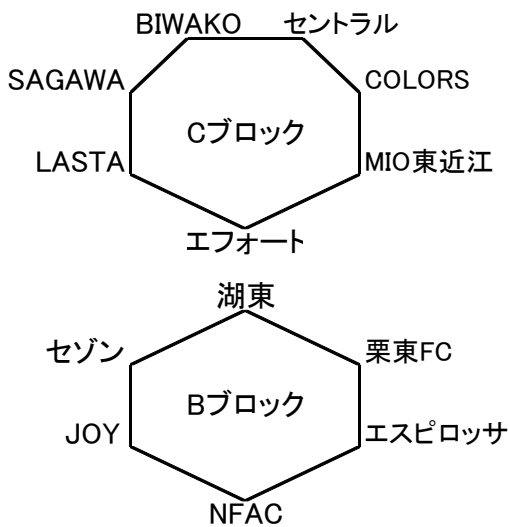 BIWAKO セントラル
SAGAWA COLORS
Cブロック
LASTA MIO東近江
エフォート
湖東
セゾン 栗東FC
Bブロック
JOY エスピロッサ
NFAC